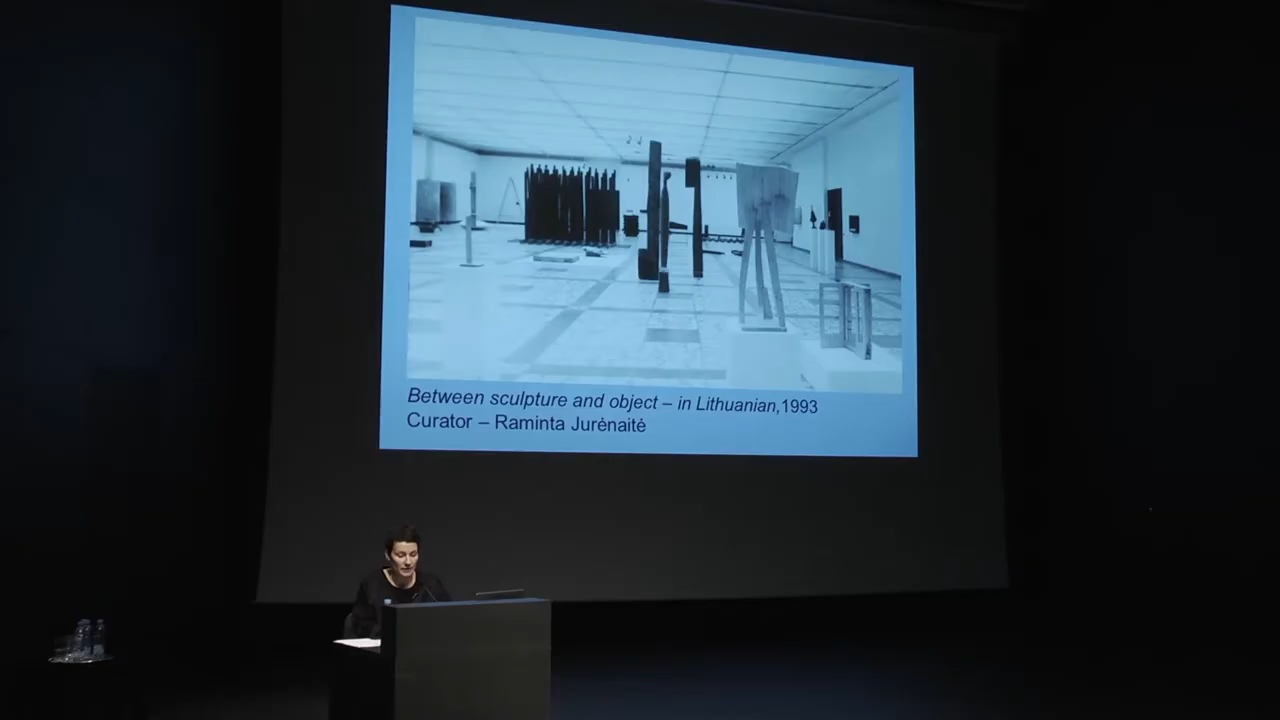 Between sculpture and object – in Lithuanian,1993
Curator – Raminta Jurėnaitė